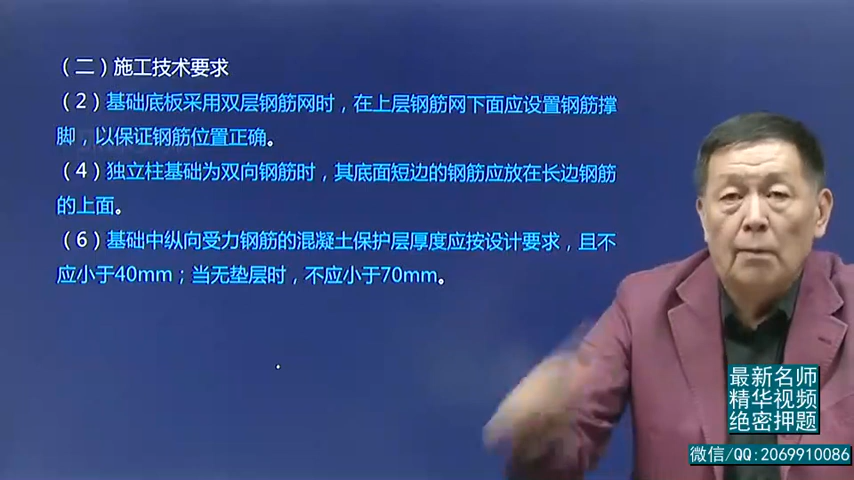 （二）施工技术要求
（2）基础底板采用双层钢筋网时，在上层钢筋网下面应设置钢筋撑
脚，以保证钢筋位置正确。
（4）独立柱基础为双向钢筋时，其底面短边的钢筋应放在长边钢筋
的上面。
（6）基础中纵向受力钢筋的混凝土保护层厚度应按设计要求，且不
应小于40mm；当无垫层时，不应小于70mm。
最新名师
精华视频
绝密押题
微信/QQ:2069910086